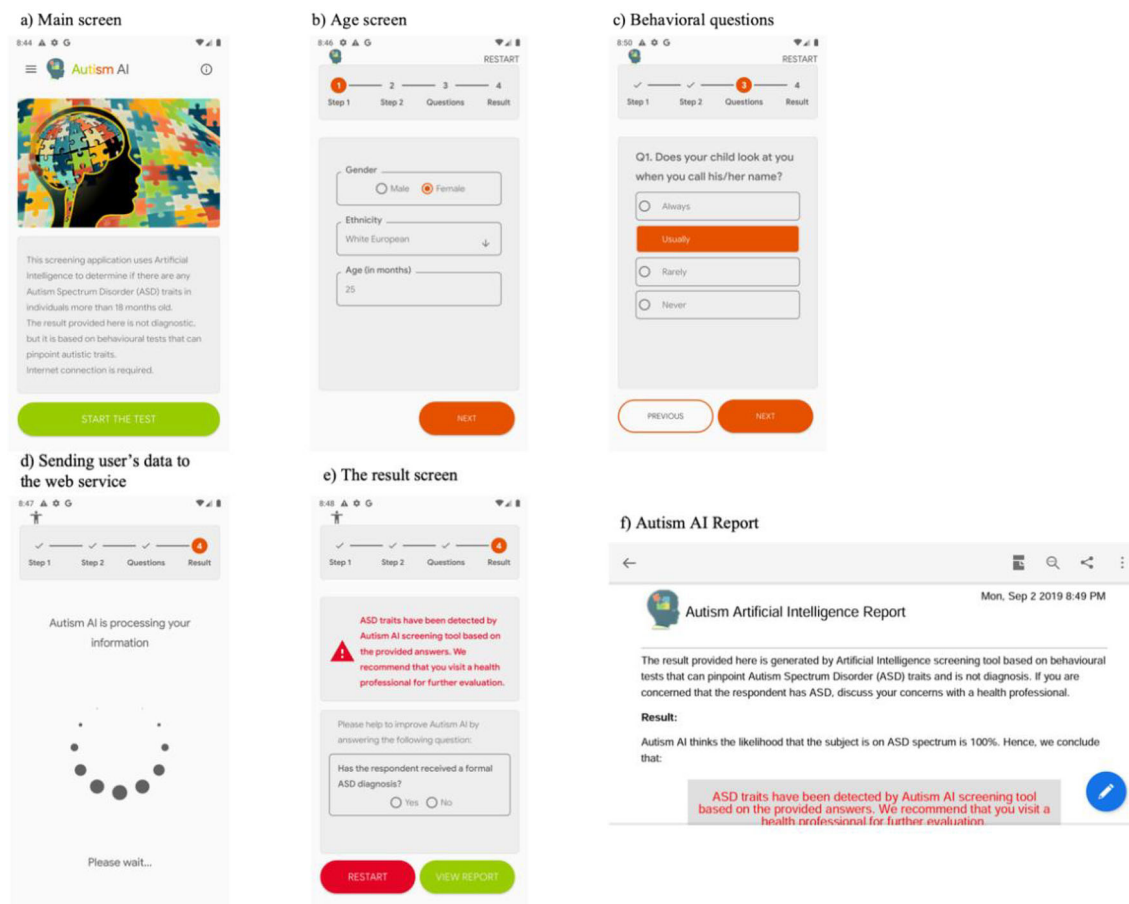 a) Main screen
8:44 G
Autism AI
This screening application uses Artificial
Intelligence to determine if there are any
Autism Spectrum Disorder (ASD) traits in
individuals more than 18 months old.
The result provided here is not diagnostic,
but it is based on behavioural tests that can
pinpoint autistic traits.
Internet connection is required.
START THE TEST
b) Age screen
8:46 G
RESTART
1 2 3 4
Step 1 Step 2 Questions Result
Gender
Male Female
Ethnicity
White European
Age (in months)
25
NEXT
c) Behavioral questions
8:50 G
RESTART
3 4
Step 1 Step 2 Questions Result
Q1. Does your child look at you
when you call his/her name?
Always
Usually
Rarely
Never
PREVIOUS NEXT
d) Sending user's data to
the web service
8:47 G
4
Step 1 Step 2 Questions Result
Autism AI is processing your
information
Please wait...
e) The result screen
8:48 G
4
Step 1 Step 2 Questions Result
ASD traits have been detected by
Autism AI screening tool based on
the provided answers. We
recommend that you visit a health
professional for further evaluation.
Please help to improve Autism AI by
answering the following question:
Has the respondent received a formal
ASD diagnosis?
Yes No
RESTART VIEW REPORT
f) Autism AI Report
Mon, Sep 2 2019 8:49 PM
Autism Artificial Intelligence Report
The result provided here is generated by Artificial Intelligence screening tool based on behavioural
tests that can pinpoint Autism Spectrum Disorder (ASD) traits and is not diagnosis. If you are
concerned that the respondent has ASD, discuss your concerns with a health professional.
Result:
Autism AI thinks the likelihood that the subject is on ASD spectrum is 100%. Hence, we conclude
that:
ASD traits have been detected by Autism AI screening tool
based on the provided answers. We recommend that you visit a
health professional for further evaluation.